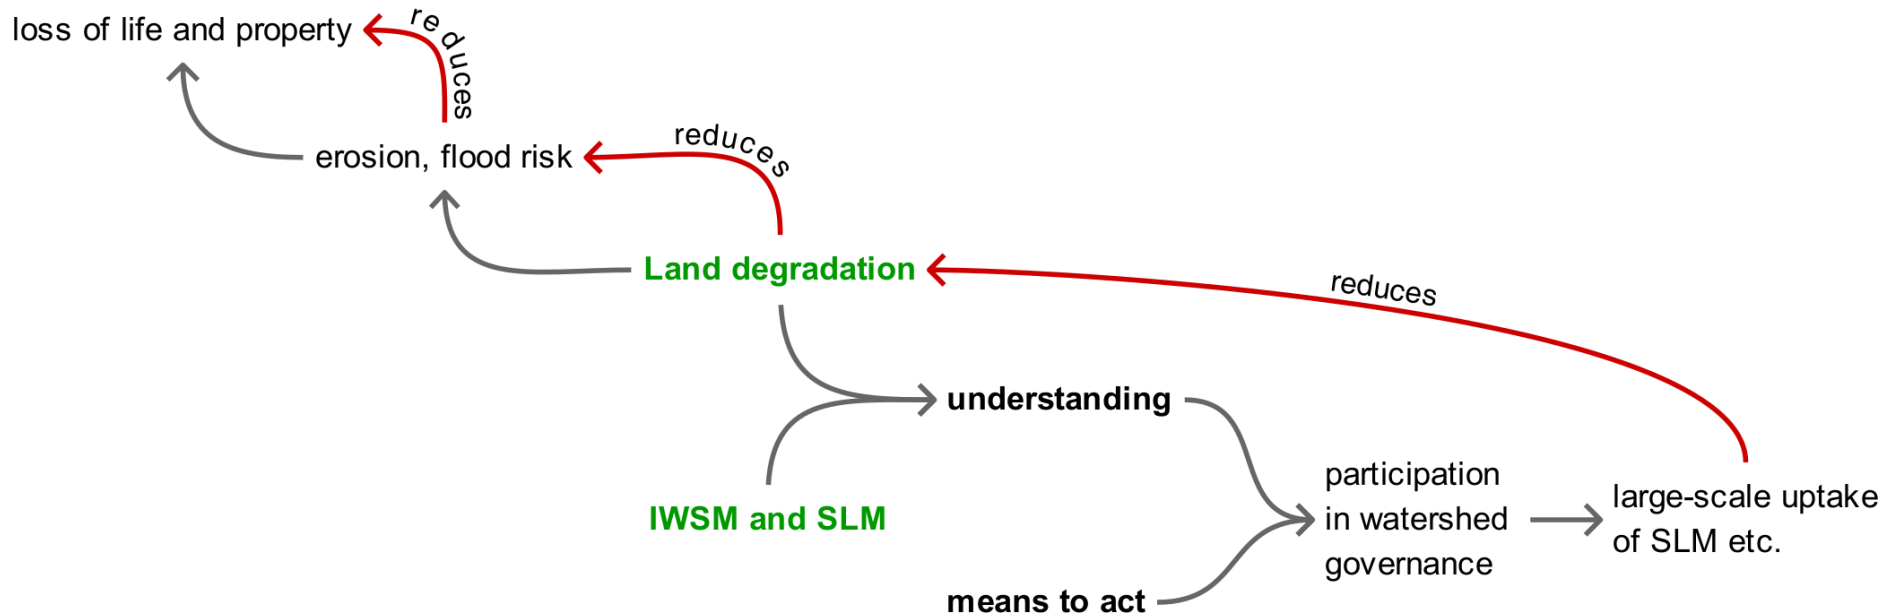 loss of life and property
reduces
erosion, flood risk
reduces
Land degradation
reduces
understanding
IWSM and SLM
participation
in watershed
governance
large-scale uptake
of SLM etc.
means to act